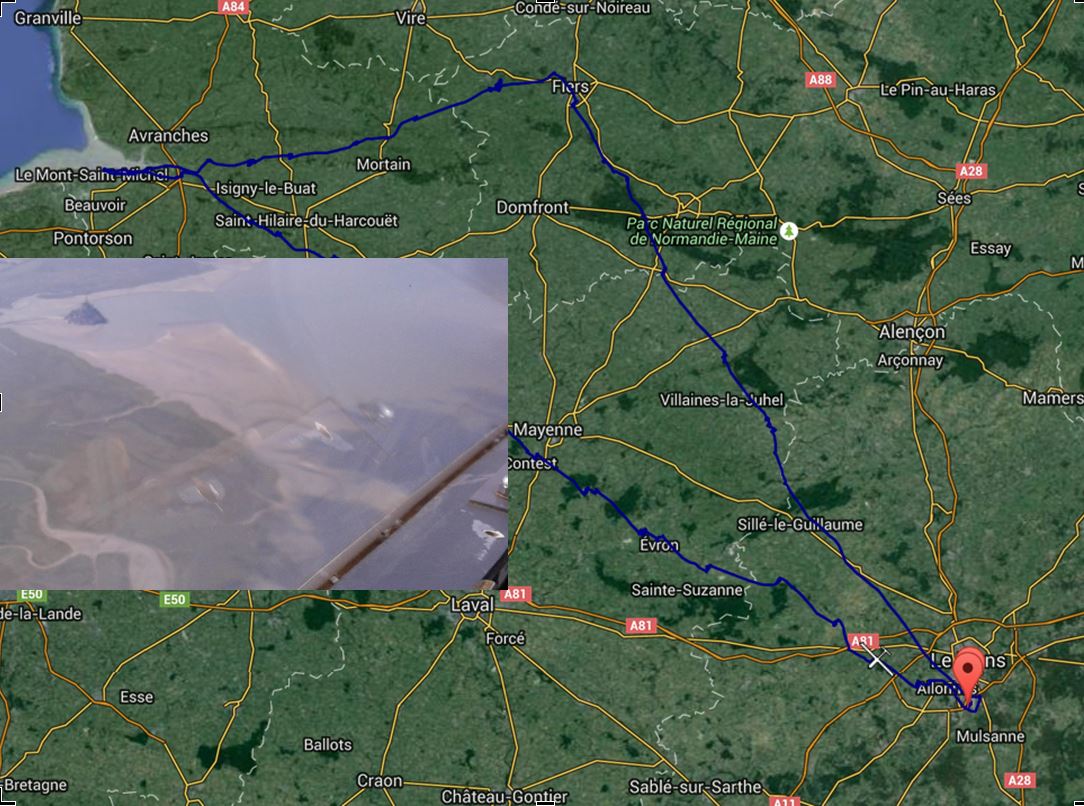 Granville
A84
Vire
Condé-sur-Noireau
A88
Le Pin-au-Haras
Flers
Avranches
Le Mont-Saint-Michel
Mortain
A28
Isigny-le-Buat
Beauvoir
Domfront
Sées
Saint-Hilaire-du-Harcouët
Parc Naturel Régional
de Normandie-Maine
Pontorson
Essay
Alençon
Arçonnay
Villaines-la-Juhel
Mamers
Mayenne
Contest
Sillé-le-Guillaume
Évron
Sainte-Suzanne
E50
E50
A81
Laval
de-la-Lande
A81
Forcé
A81
Allonnes
Esse
Mulsanne
Ballots
Craon
Bretagne
Château-Gontier
Sablé-sur-Sarthe
A28
A11